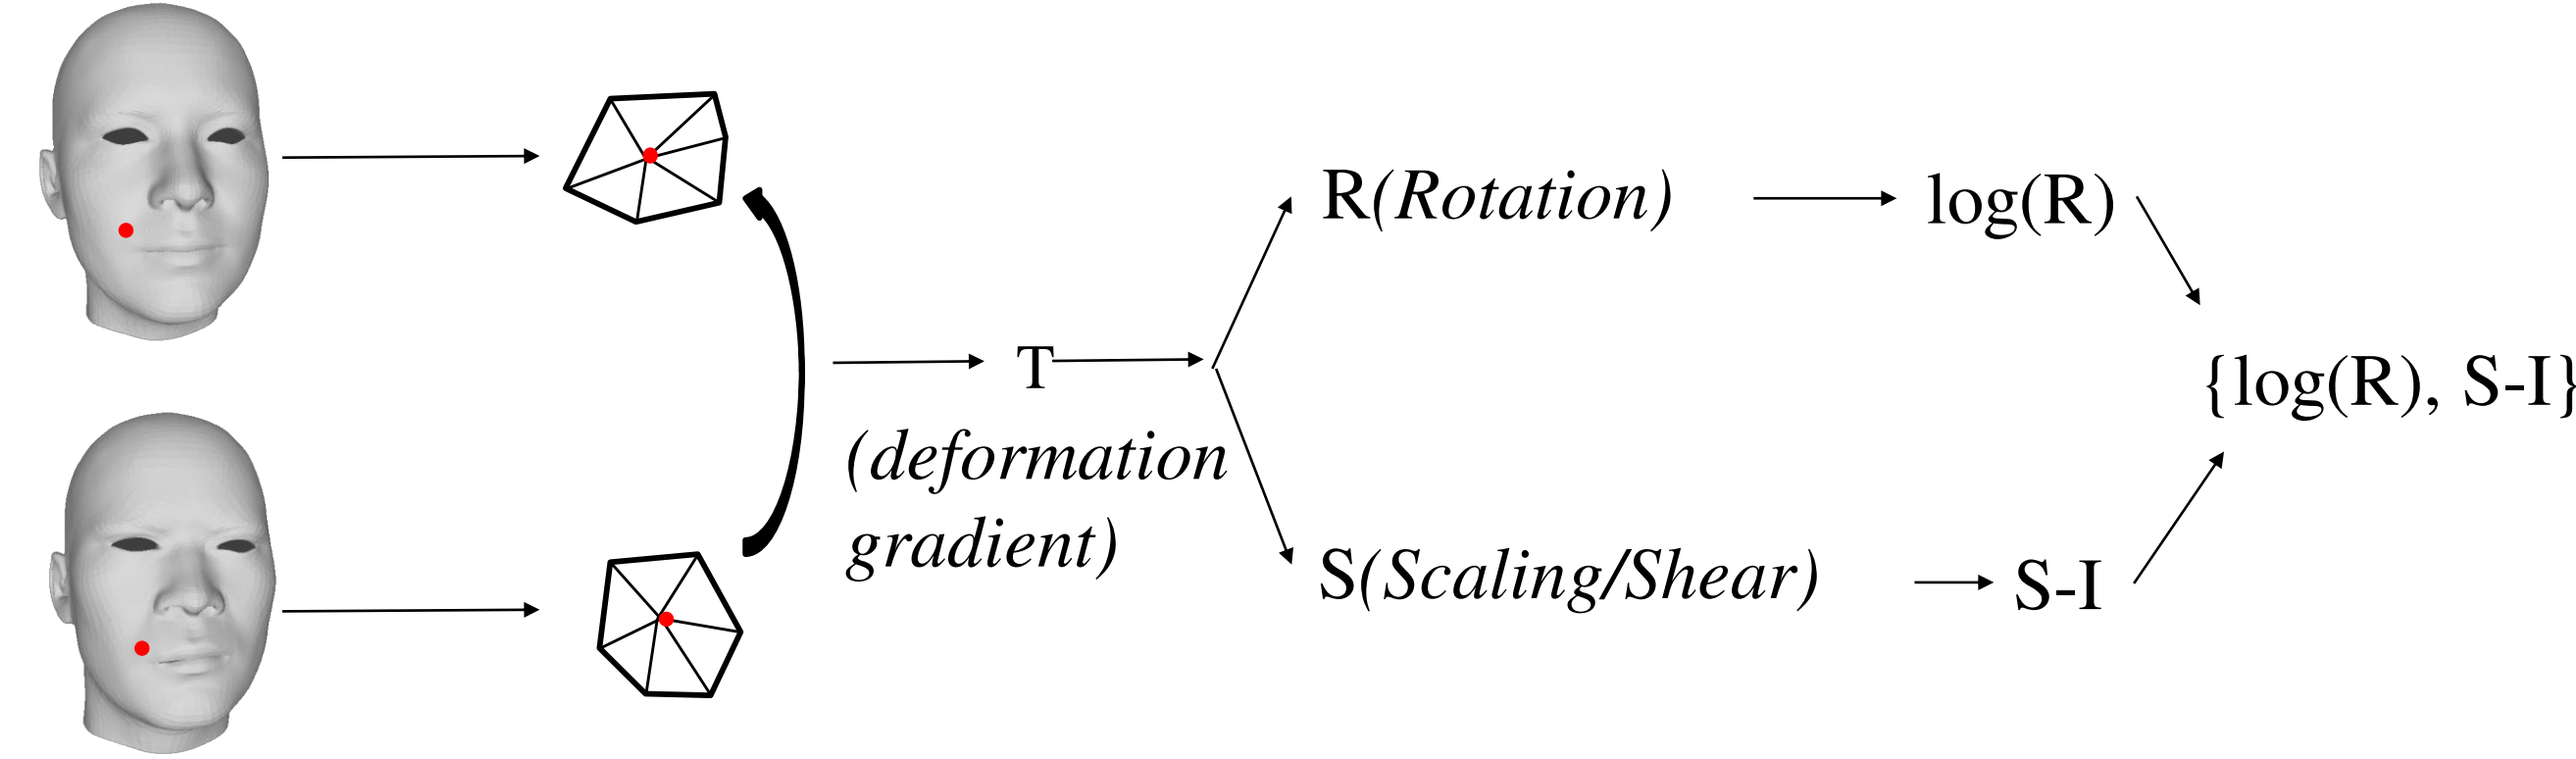 R(Rotation)
log(R)
T
(deformation
gradient)
{log(R), S-I}
S(Scaling/Shear)
S-I